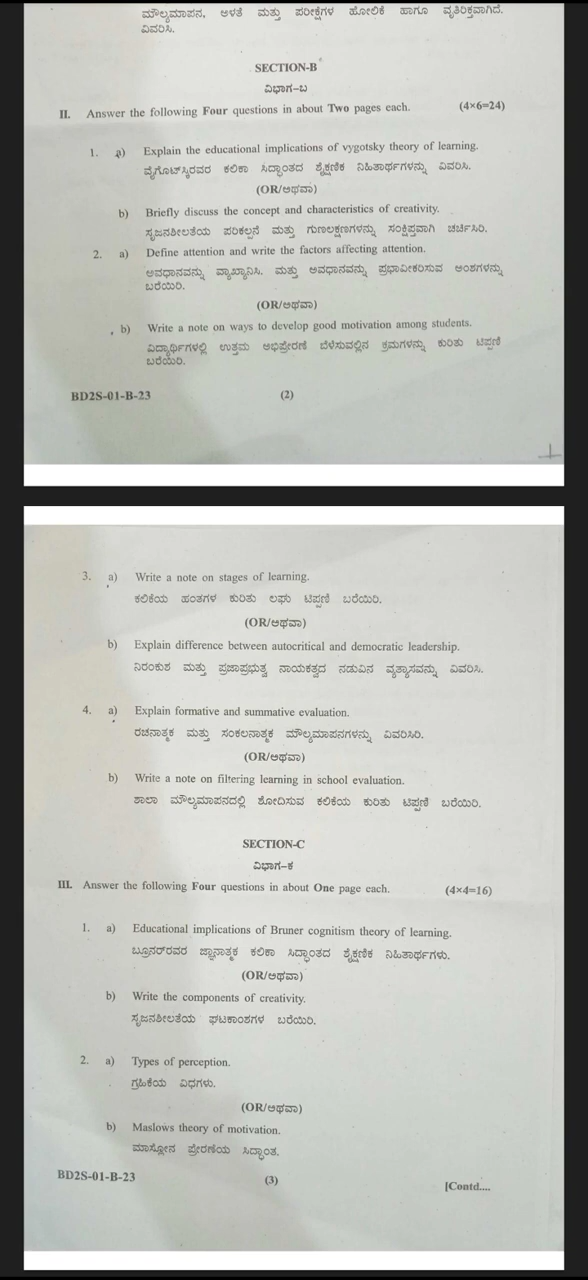 ಮೌಲ್ಯಮಾಪನ, ಅಳತೆ ಮತ್ತು ಪರೀಕ್ಷೆಗಳ ಹೋಲಿಕೆ ಹಾಗೂ ವ್ಯತಿರಿಕ್ತವಾಗಿದೆ.
ವಿವರಿಸಿ.
SECTION-B
ವಿಭಾಗ-ಬ
II. Answer the following Four questions in about Two pages each. (4×6=24)
1. a) Explain the educational implications of vygotsky theory of learning.
ವೈಗೊಟ್‌ಸ್ಕಿರವರ ಕಲಿಕಾ ಸಿದ್ಧಾಂತದ ಶೈಕ್ಷಣಿಕ ನಿಹಿತಾರ್ಥಗಳನ್ನು ವಿವರಿಸಿ.
(OR/ಅಥವಾ)
b) Briefly discuss the concept and characteristics of creativity.
ಸೃಜನಶೀಲತೆಯ ಪರಿಕಲ್ಪನೆ ಮತ್ತು ಗುಣಲಕ್ಷಣಗಳನ್ನು ಸಂಕ್ಷಿಪ್ತವಾಗಿ ಚರ್ಚಿಸಿರಿ.
2. a) Define attention and write the factors affecting attention.
ಅವಧಾನವನ್ನು ವ್ಯಾಖ್ಯಾನಿಸಿ. ಮತ್ತು ಅವಧಾನವನ್ನು ಪ್ರಭಾವೀಕರಿಸುವ ಅಂಶಗಳನ್ನು
ಬರೆಯಿರಿ.
(OR/ಅಥವಾ)
b) Write a note on ways to develop good motivation among students.
ವಿದ್ಯಾರ್ಥಿಗಳಲ್ಲಿ ಉತ್ತಮ ಅಭಿಪ್ರೇರಣೆ ಬೆಳೆಸುವಲ್ಲಿನ ಕ್ರಮಗಳನ್ನು ಕುರಿತು ಟಿಪ್ಪಣಿ
ಬರೆಯಿರಿ.
BD2S-01-B-23 (2)
3. a) Write a note on stages of learning.
ಕಲಿಕೆಯ ಹಂತಗಳ ಕುರಿತು ಲಘು ಟಿಪ್ಪಣಿ ಬರೆಯಿರಿ.
(OR/ಅಥವಾ)
b) Explain difference between autocritical and democratic leadership.
ನಿರಂಕುಶ ಮತ್ತು ಪ್ರಜಾಪ್ರಭುತ್ವ ನಾಯಕತ್ವದ ನಡುವಿನ ವ್ಯತ್ಯಾಸವನ್ನು ವಿವರಿಸಿ.
4. a) Explain formative and summative evaluation.
ರಚನಾತ್ಮಕ ಮತ್ತು ಸಂಕಲನಾತ್ಮಕ ಮೌಲ್ಯಮಾಪನಗಳನ್ನು ವಿವರಿಸಿರಿ.
(OR/ಅಥವಾ)
b) Write a note on filtering learning in school evaluation.
ಶಾಲಾ ಮೌಲ್ಯಮಾಪನದಲ್ಲಿ ಶೋದಿಸುವ ಕಲಿಕೆಯ ಕುರಿತು ಟಿಪ್ಪಣಿ ಬರೆಯಿರಿ.
SECTION-C
ವಿಭಾಗ-ಕ
III. Answer the following Four questions in about One page each. (4×4=16)
1. a) Educational implications of Bruner cognitism theory of learning.
ಬ್ರೂನರ್‌ರವರ ಜ್ಞಾನಾತ್ಮಕ ಕಲಿಕಾ ಸಿದ್ಧಾಂತದ ಶೈಕ್ಷಣಿಕ ನಿಹಿತಾರ್ಥಗಳು.
(OR/ಅಥವಾ)
b) Write the components of creativity.
ಸೃಜನಶೀಲತೆಯ ಘಟಕಾಂಶಗಳ ಬರೆಯಿರಿ.
2. a) Types of perception.
ಗ್ರಹಿಕೆಯ ವಿಧಗಳು.
(OR/ಅಥವಾ)
b) Maslows theory of motivation.
ಮಾಸ್ಲೋನ ಪ್ರೇರಣೆಯ ಸಿದ್ಧಾಂತ.
BD2S-01-B-23 (3) [Contd....